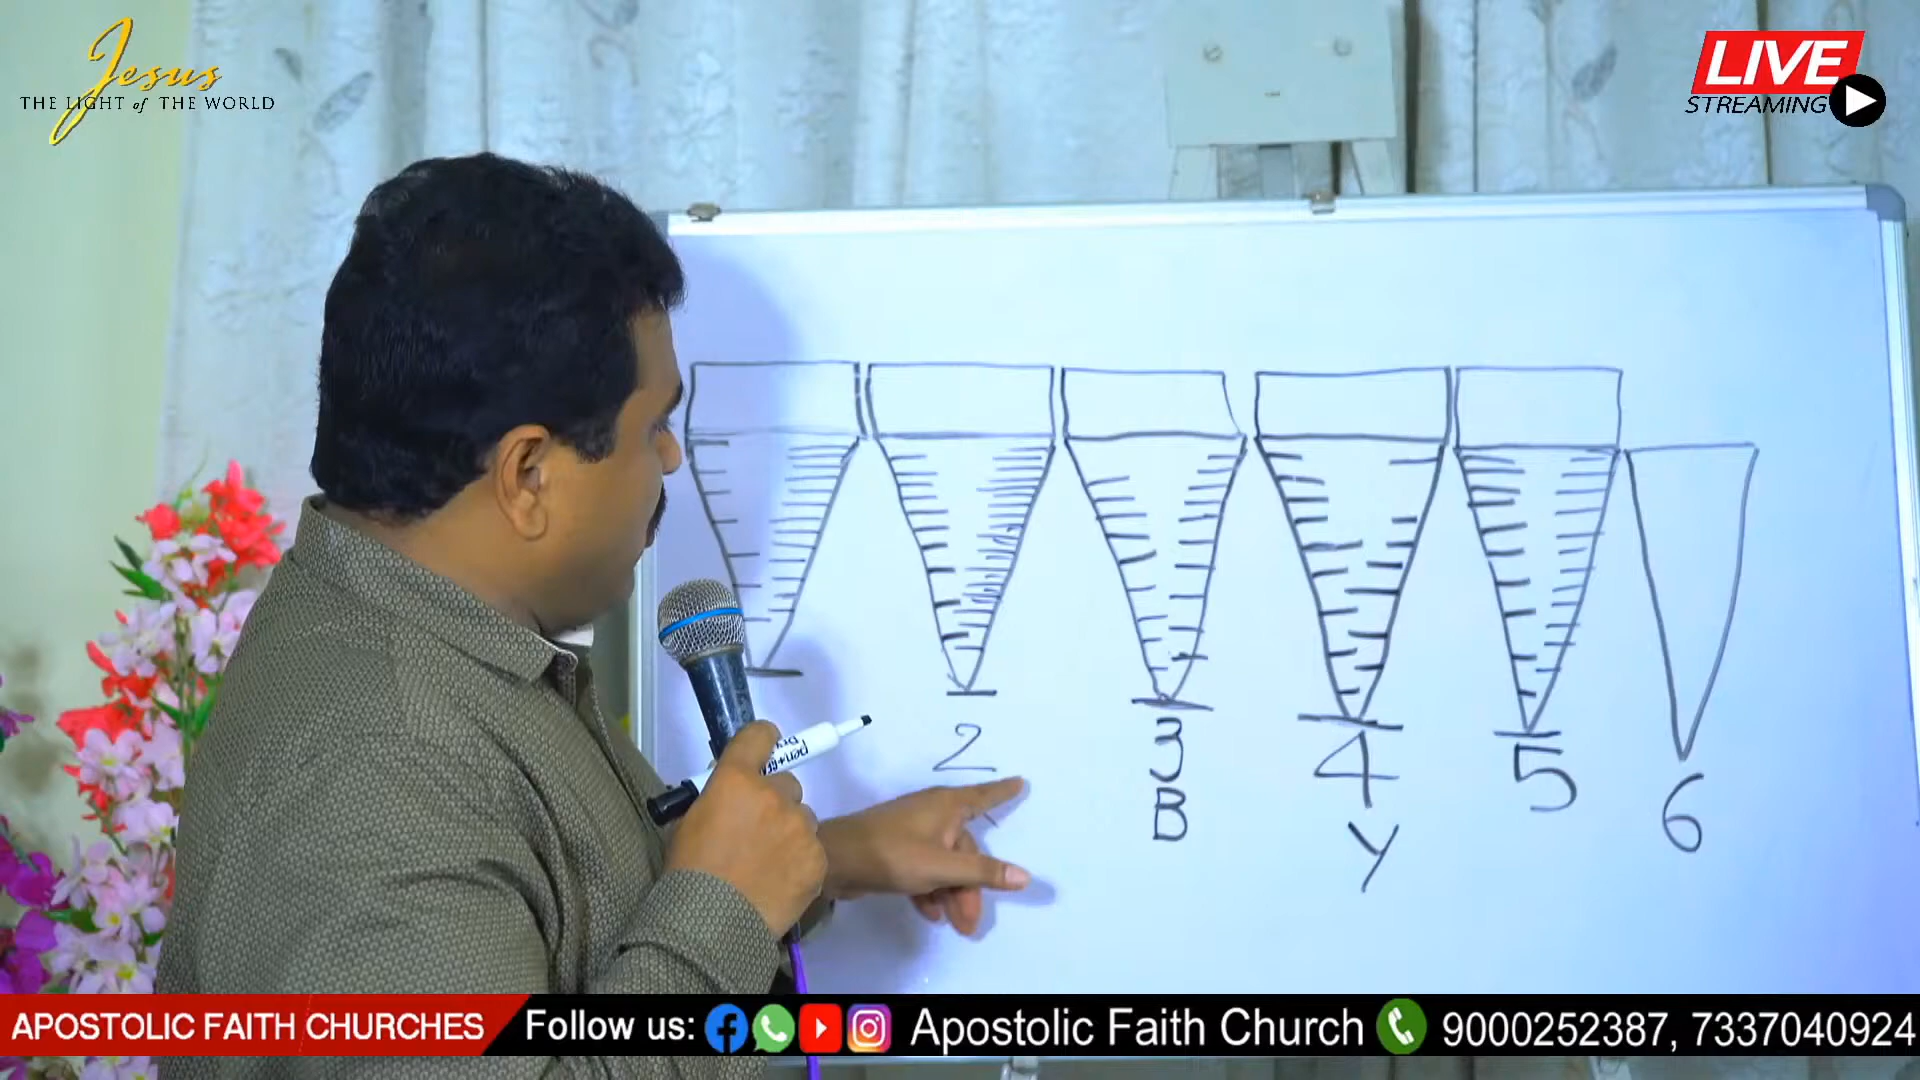 Jesus
THE LIGHT of THE WORLD
LIVE
STREAMING
2
3
B
4
Y
5
6
APOSTOLIC FAITH CHURCHES
Follow us:
Apostolic Faith Church
9000252387, 7337040924